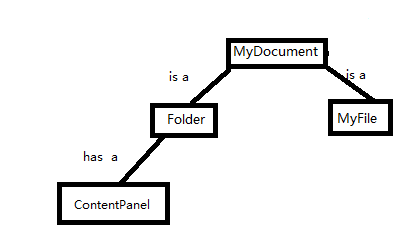 MyDocument
is a
is a
Folder
MyFile
has a
ContentPanel